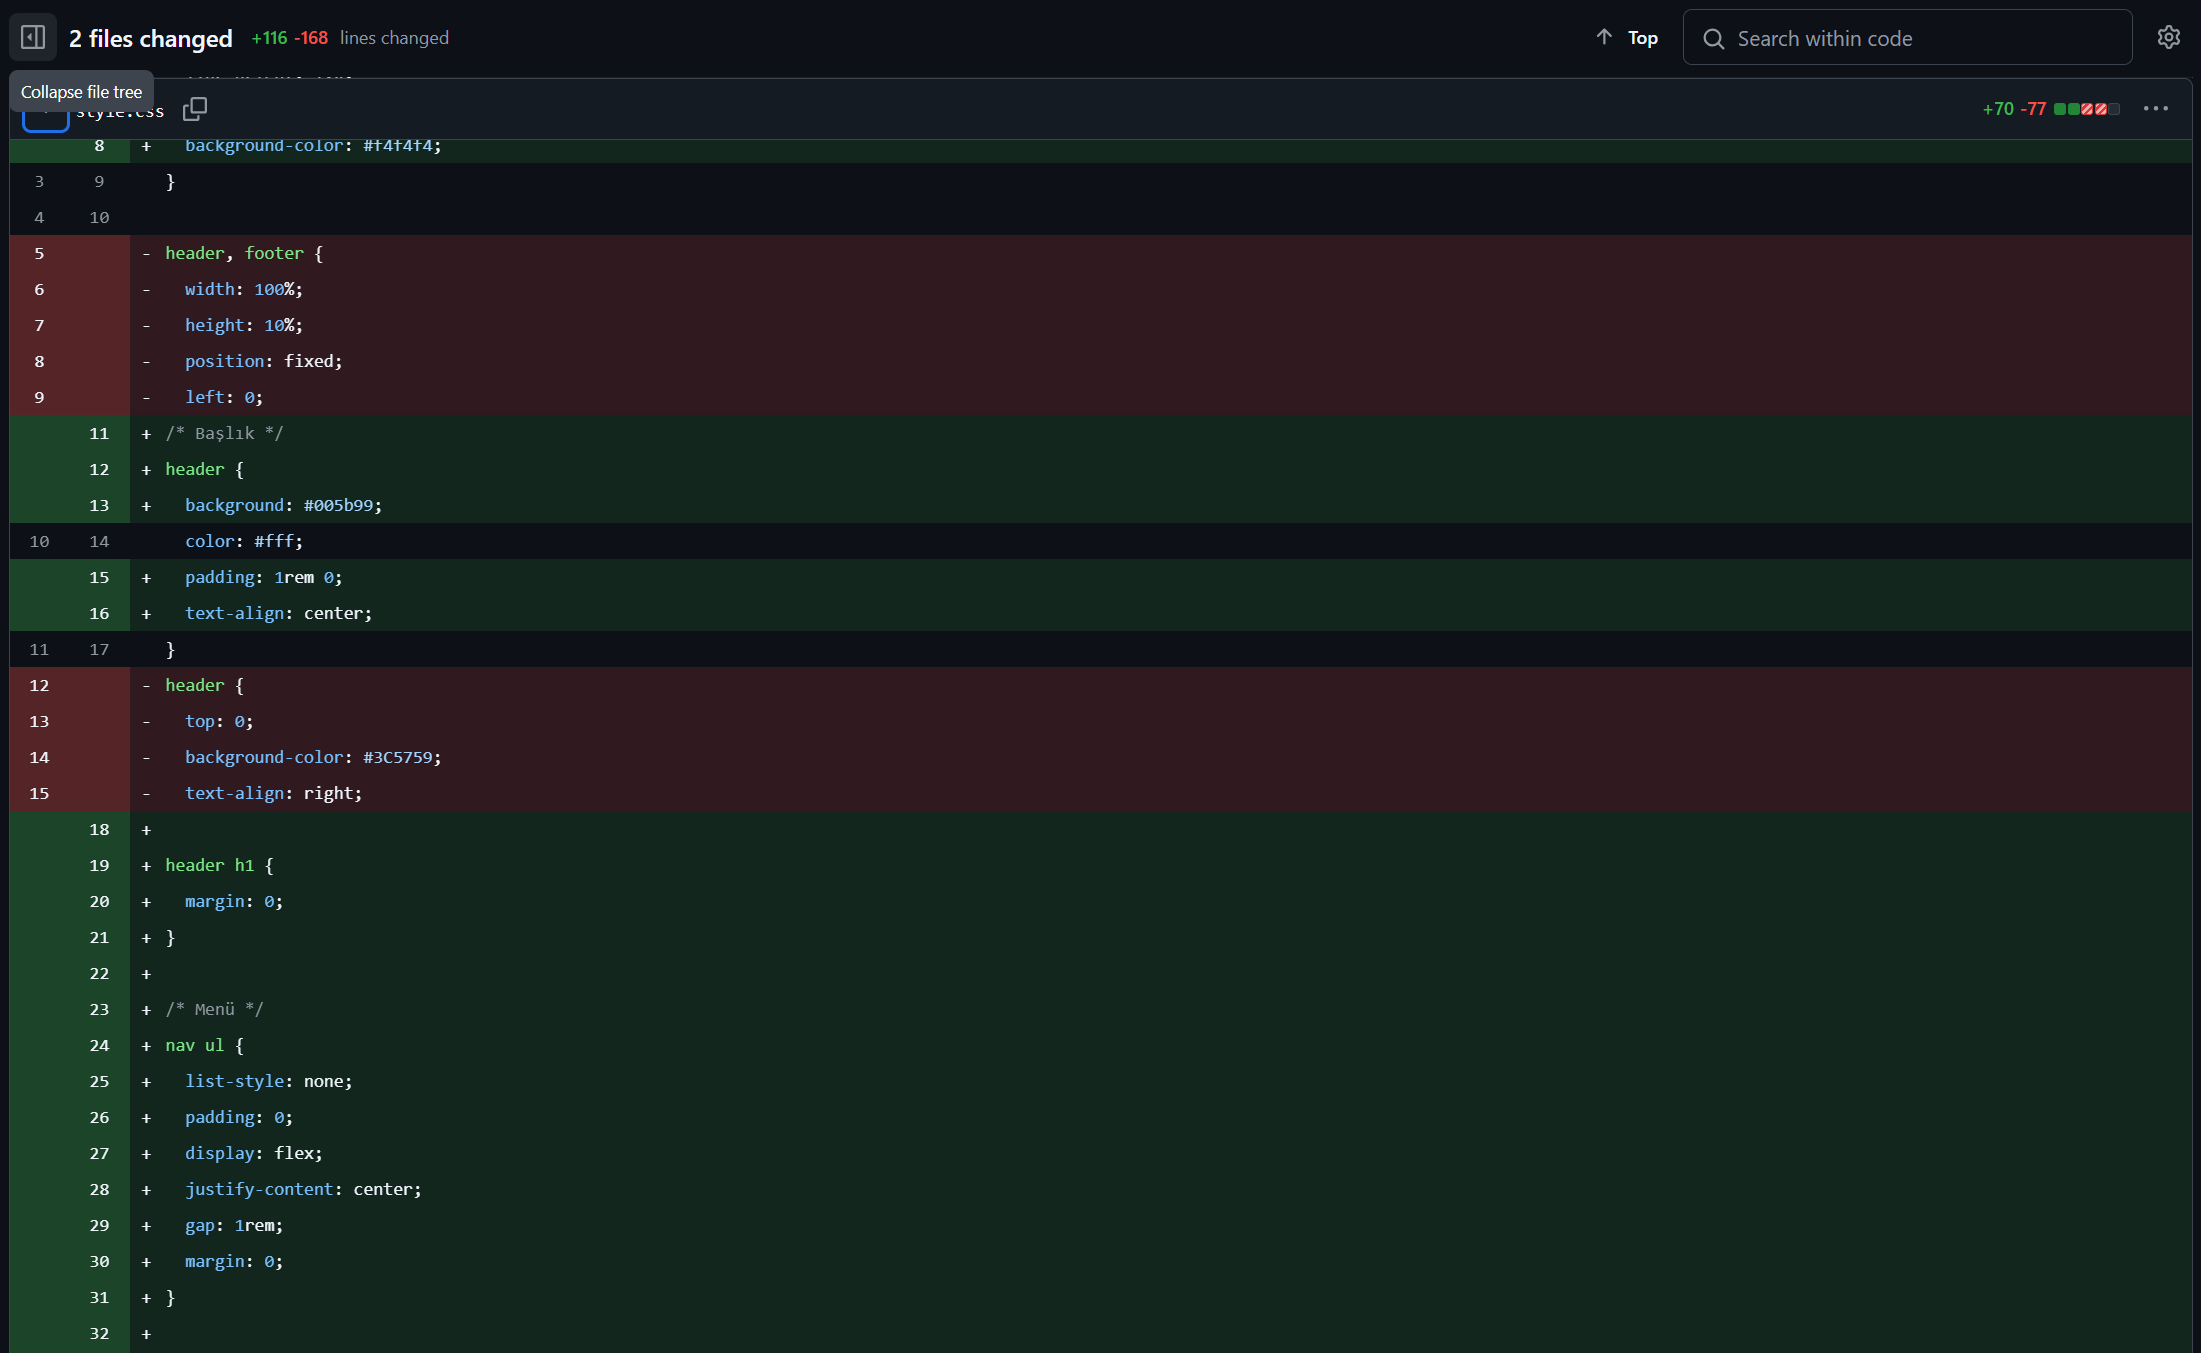 2 files changed +116 -168 lines changed
Top
Search within code
Collapse file tree
style.css
+70 -77
8 + background-color: #f4f4f4;
3 9 }
4 10
5 - header, footer {
6 - width: 100%;
7 - height: 10%;
8 - position: fixed;
9 - left: 0;
11 + /* Başlık */
12 + header {
13 + background: #005b99;
10 14 color: #fff;
15 + padding: 1rem 0;
16 + text-align: center;
11 17 }
12 - header {
13 - top: 0;
14 - background-color: #3C5759;
15 - text-align: right;
18 +
19 + header h1 {
20 + margin: 0;
21 + }
22 +
23 + /* Menü */
24 + nav ul {
25 + list-style: none;
26 + padding: 0;
27 + display: flex;
28 + justify-content: center;
29 + gap: 1rem;
30 + margin: 0;
31 + }
32 +